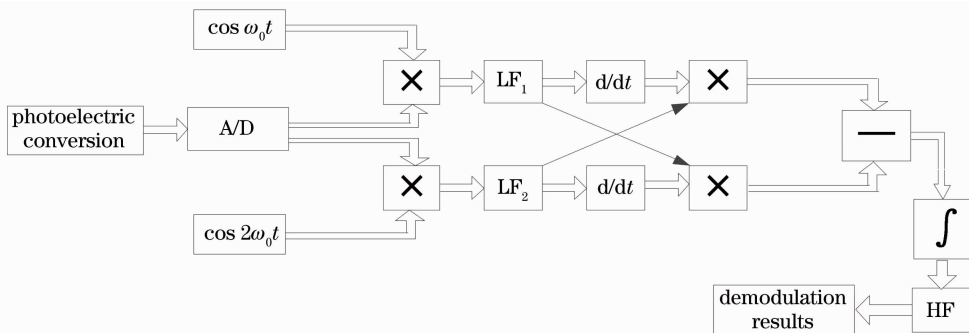 cos ω₀t
×
LF₁
d/dt
×
photoelectric
conversion
A/D
—
×
LF₂
d/dt
×
cos 2ω₀t
∫
demodulation
results
HF